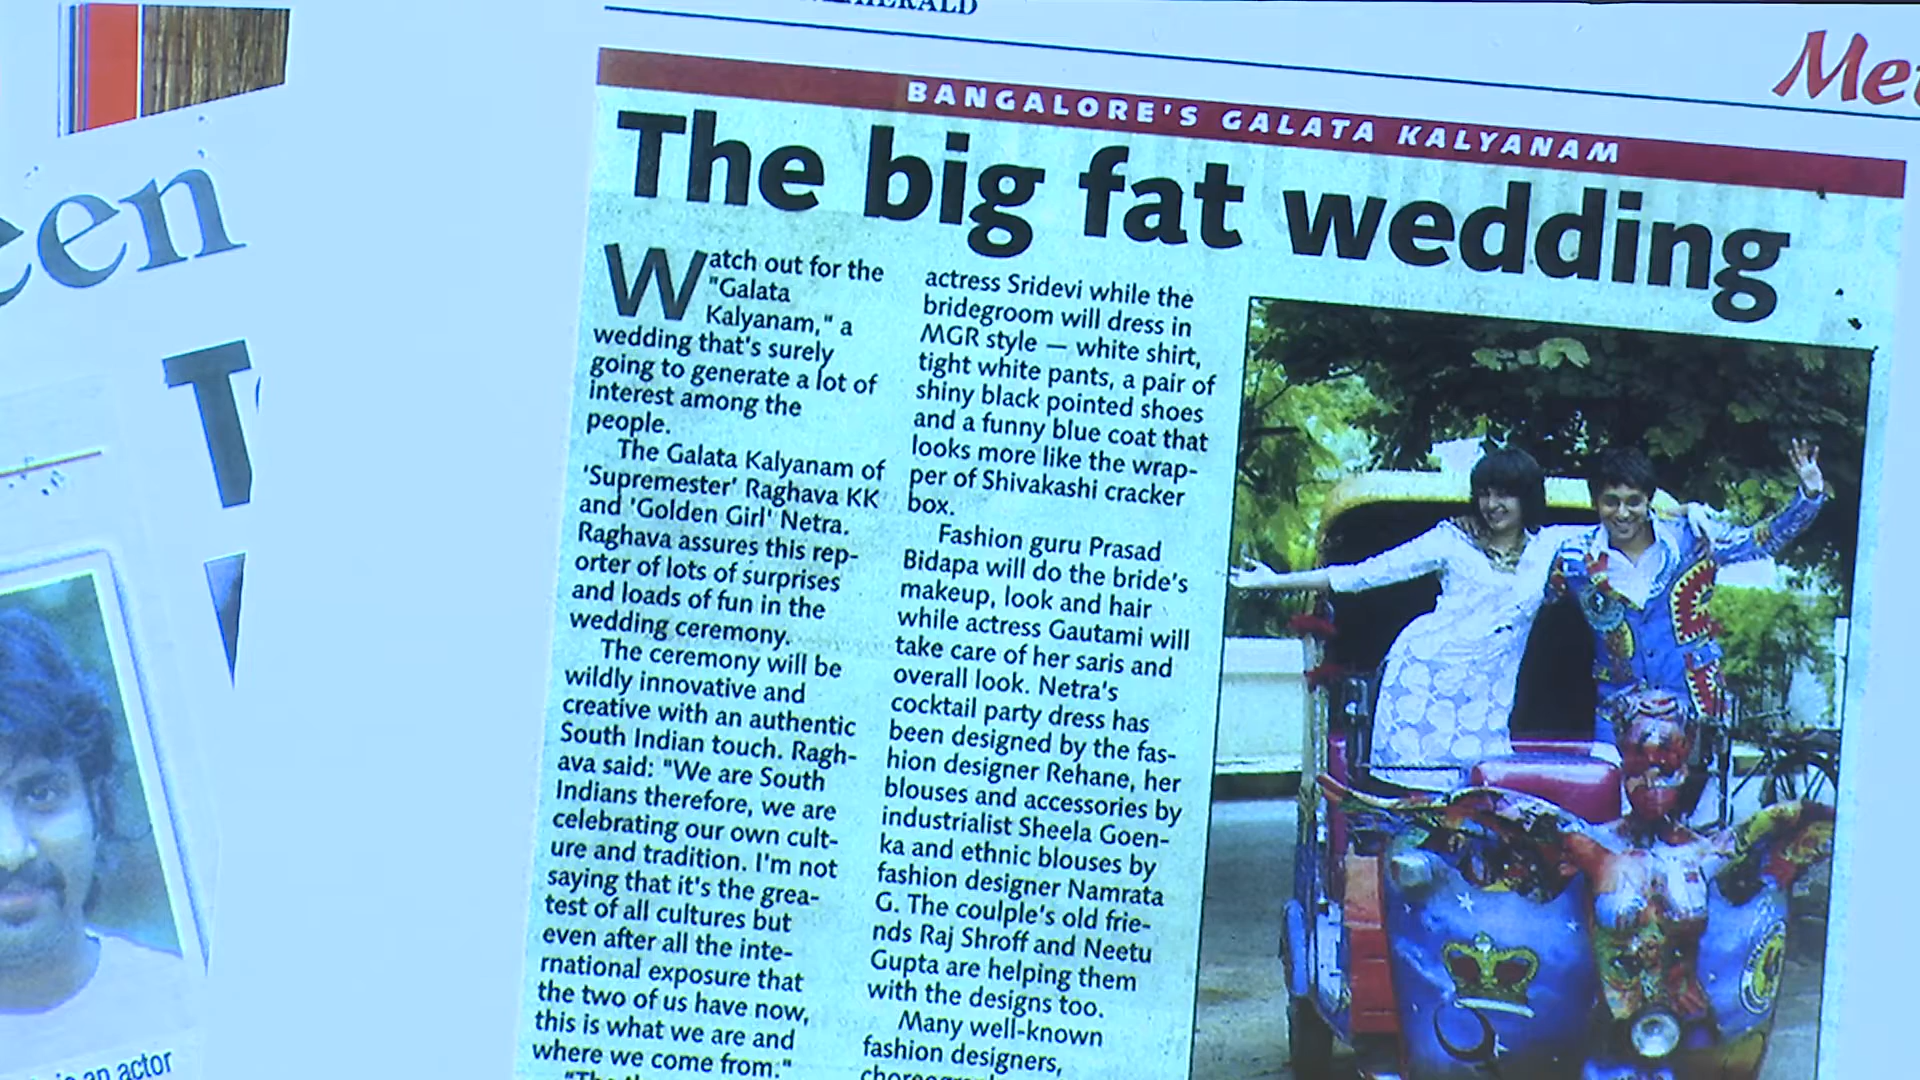 HERALD
BANGALORE'S GALATA KALYANAM
The big fat wedding
Watch out for the
"Galata
Kalyanam," a
wedding that's surely
going to generate a lot of
interest among the
people.
The Galata Kalyanam of
'Supremester' Raghava KK
and 'Golden Girl' Netra.
Raghava assures this rep-
orter of lots of surprises
and loads of fun in the
wedding ceremony.
The ceremony will be
wildly innovative and
creative with an authentic
South Indian touch. Ragh-
ava said: "We are South
Indians therefore, we are
celebrating our own cult-
ure and tradition. I'm not
saying that it's the grea-
test of all cultures but
even after all the inte-
rnational exposure that
the two of us have now,
this is what we are and
where we come from."
actress Sridevi while the
bridegroom will dress in
MGR style — white shirt,
tight white pants, a pair of
shiny black pointed shoes
and a funny blue coat that
looks more like the wrap-
per of Shivakashi cracker
box.
Fashion guru Prasad
Bidapa will do the bride's
makeup, look and hair
while actress Gautami will
take care of her saris and
overall look. Netra's
cocktail party dress has
been designed by the fas-
hion designer Rehane, her
blouses and accessories by
industrialist Sheela Goen-
ka and ethnic blouses by
fashion designer Namrata
G. The coulple's old frie-
nds Raj Shroff and Neetu
Gupta are helping them
with the designs too.
Many well-known
fashion designers,
an actor